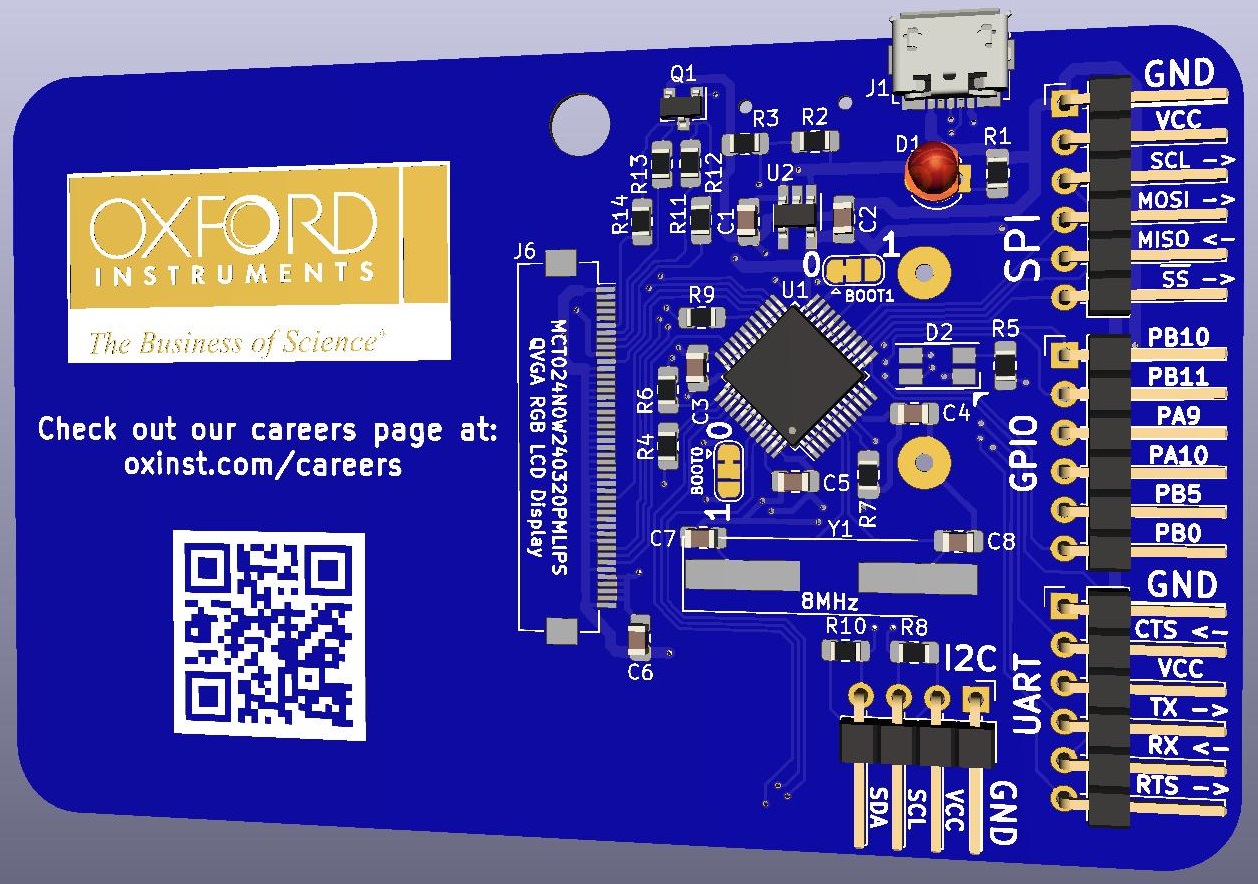 OXFORD
INSTRUMENTS
The Business of Science®
Check out our careers page at:
oxinst.com/careers
J6
MCT024N0W240320PMLIPS
QVGA RGB LCD Display
Q1
R3
R2
J1
D1
R1
R13
R12
U2
R14
R11
C1
C2
0
1
BOOT1
U1
R9
D2
R5
R6
C3
C4
R4
0
BOOT0
1
C5
R7
C7
Y1
C8
8MHz
R10
R8
C6
I2C
SDA
SCL
VCC
GND
SPI
GND
VCC
SCL ->
MOSI ->
MISO <-
SS ->
GPIO
PB10
PB11
PA9
PA10
PB5
PB0
UART
GND
CTS <-
VCC
TX ->
RX <-
RTS ->